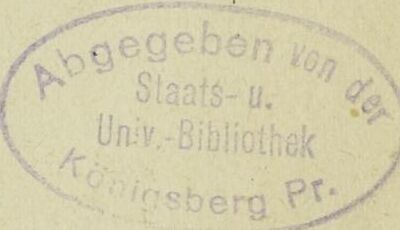 Abgegeben von der
Staats- u.
Univ.-Bibliothek
Königsberg Pr.